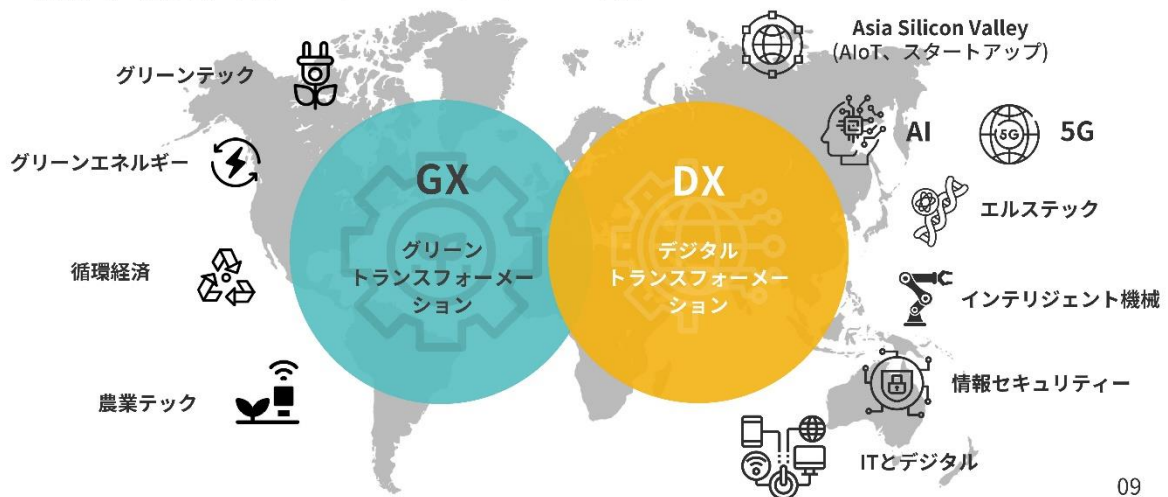 Asia Silicon Valley
(AIoT、スタートアップ)
グリーンテック
AI
5G
5G
グリーンエネルギー
GX
DX
エルステック
グリーン
トランスフォーメー
ション
デジタル
トランスフォーメー
ション
循環経済
インテリジェント機械
情報セキュリティー
農業テック
ITとデジタル
09